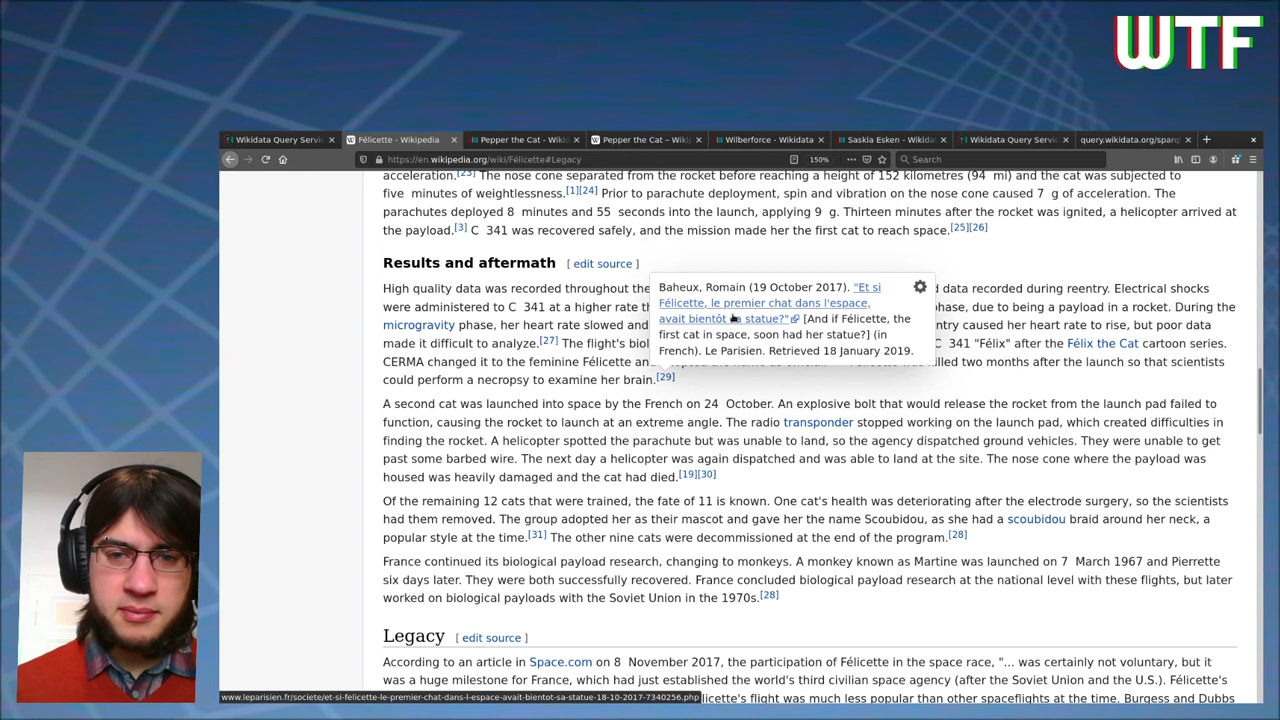 WTF
Wikidata Query Servic
Félicette - Wikipedia
Pepper the Cat - Wikid
Pepper the Cat – Wikip
Wilberforce - Wikidata
Saskia Esken - Wikidat
Wikidata Query Servic
query.wikidata.org/sparq
https://en.wikipedia.org/wiki/Félicette#Legacy
150%
Search
acceleration.[23] The nose cone separated from the rocket before reaching a height of 152 kilometres (94 mi) and the cat was subjected to
five minutes of weightlessness.[1][24] Prior to parachute deployment, spin and vibration on the nose cone caused 7 g of acceleration. The
parachutes deployed 8 minutes and 55 seconds into the launch, applying 9 g. Thirteen minutes after the rocket was ignited, a helicopter arrived at
the payload.[3] C 341 was recovered safely, and the mission made her the first cat to reach space.[25][26]
Results and aftermath [ edit source ]
High quality data was recorded throughout the data recorded during reentry. Electrical shocks
were administered to C 341 at a higher rate phase, due to being a payload in a rocket. During the
microgravity phase, her heart rate slowed and caused her heart rate to rise, but poor data
made it difficult to analyze.[27] The flight's C 341 "Félix" after the Félix the Cat cartoon series.
CERMA changed it to the feminine Félicette killed two months after the launch so that scientists
could perform a necropsy to examine her brain.[29]
Baheux, Romain (19 October 2017). "Et si
Félicette, le premier chat dans l'espace,
avait bientôt sa statue?" [And if Félicette, the
first cat in space, soon had her statue?] (in
French). Le Parisien. Retrieved 18 January 2019.
A second cat was launched into space by the French on 24 October. An explosive bolt that would release the rocket from the launch pad failed to
function, causing the rocket to launch at an extreme angle. The radio transponder stopped working on the launch pad, which created difficulties in
finding the rocket. A helicopter spotted the parachute but was unable to land, so the agency dispatched ground vehicles. They were unable to get
past some barbed wire. The next day a helicopter was again dispatched and was able to land at the site. The nose cone where the payload was
housed was heavily damaged and the cat had died.[19][30]
Of the remaining 12 cats that were trained, the fate of 11 is known. One cat's health was deteriorating after the electrode surgery, so the scientists
had them removed. The group adopted her as their mascot and gave her the name Scoubidou, as she had a scoubidou braid around her neck, a
popular style at the time.[31] The other nine cats were decommissioned at the end of the program.[28]
France continued its biological payload research, changing to monkeys. A monkey known as Martine was launched on 7 March 1967 and Pierrette
six days later. They were both successfully recovered. France concluded biological payload research at the national level with these flights, but later
worked on biological payloads with the Soviet Union in the 1970s.[28]
Legacy [ edit source ]
According to an article in Space.com on 8 November 2017, the participation of Félicette in the space race, "... was certainly not voluntary, but it
was a huge milestone for France, which had just established the world's third civilian space agency (after the Soviet Union and the U.S.). Félicette's
licette's flight was much less popular than other spaceflights at the time. Burgess and Dubbs
www.leparisien.fr/societe/et-si-felicette-le-premier-chat-dans-l-espace-avait-bientot-sa-statue-18-10-2017-7340256.php